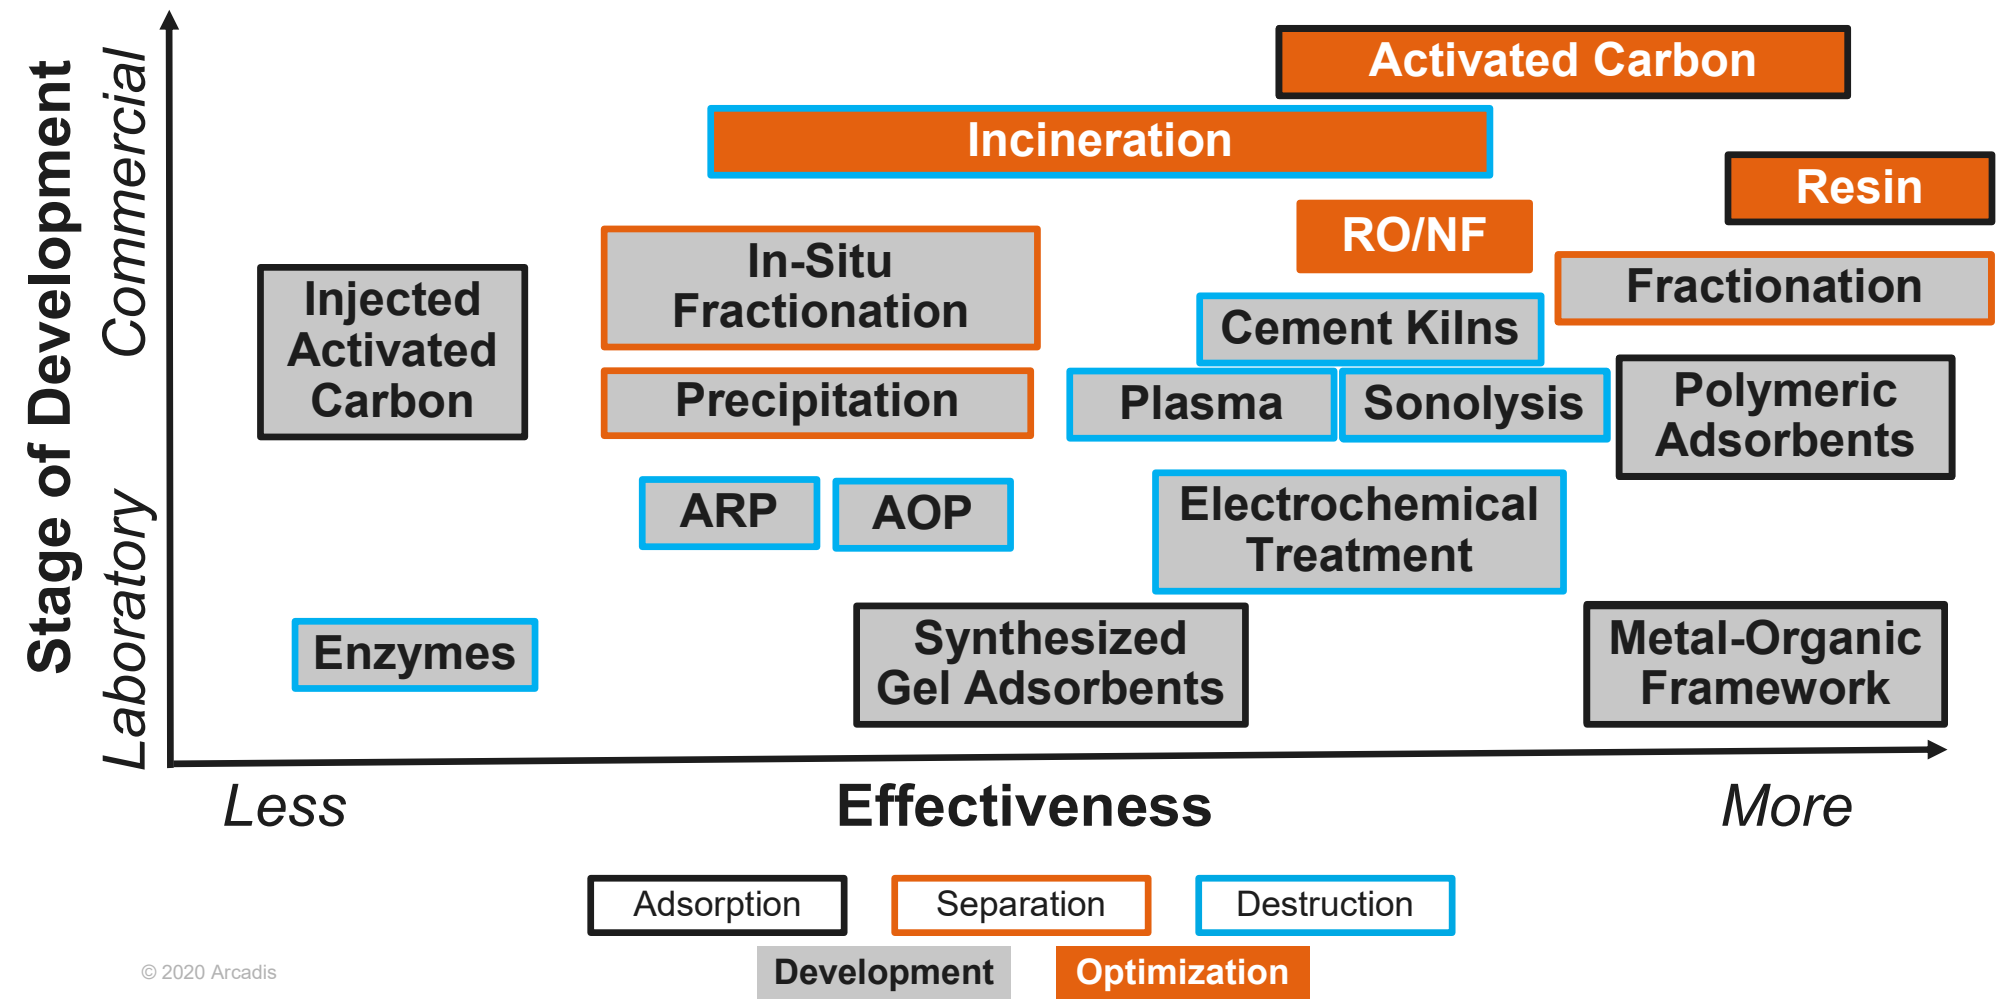 Stage of Development
Commercial
Laboratory
Activated Carbon
Incineration
Resin
RO/NF
In-Situ
Fractionation
Fractionation
Injected
Activated
Carbon
Cement Kilns
Precipitation
Plasma
Sonolysis
Polymeric
Adsorbents
ARP
AOP
Electrochemical
Treatment
Enzymes
Synthesized
Gel Adsorbents
Metal-Organic
Framework
Less
Effectiveness
More
Adsorption
Separation
Destruction
Development
Optimization
© 2020 Arcadis